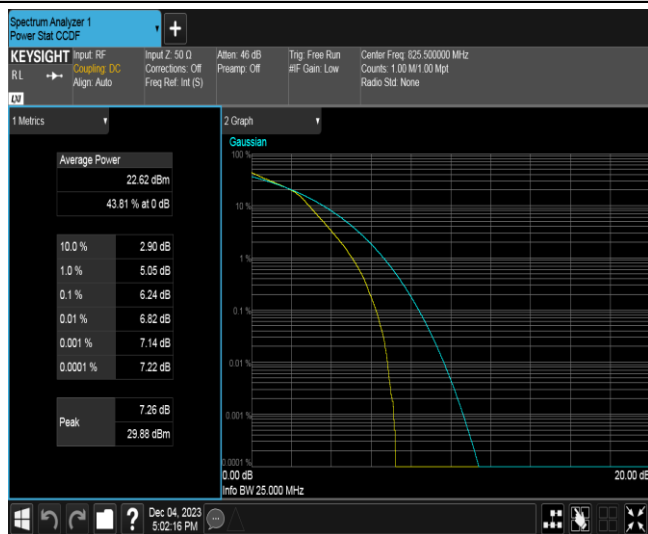 Spectrum Analyzer 1
Power Stat CCDF
+
KEYSIGHT Input: RF Input Z: 50 Ω Atten: 46 dB Trig: Free Run Center Freq: 825.500000 MHz
RL Coupling: DC Corrections: Off Preamp: Off #IF Gain: Low Counts: 1.00 M/1.00 Mpt
Align: Auto Freq Ref: Int (S) Radio Std: None
LXI
1 Metrics
Average Power
22.62 dBm
43.81 % at 0 dB
10.0 % 2.90 dB
1.0 % 5.05 dB
0.1 % 6.24 dB
0.01 % 6.82 dB
0.001 % 7.14 dB
0.0001 % 7.22 dB
Peak 7.26 dB
29.88 dBm
2 Graph
Gaussian
100 %
10 %
1 %
0.1 %
0.01 %
0.001 %
0.0001 %
0.00 dB 20.00 dB
Info BW 25.000 MHz
? Dec 04, 2023
5:02:16 PM